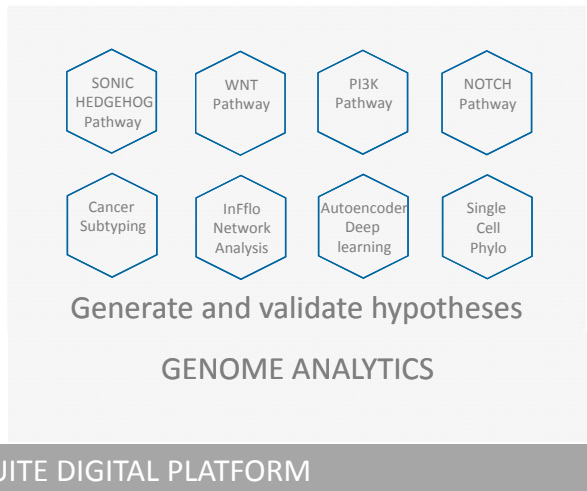 SONIC
HEDGEHOG
Pathway
WNT
Pathway
PI3K
Pathway
NOTCH
Pathway
Cancer
Subtyping
InFflo
Network
Analysis
Autoencoder
Deep
learning
Single
Cell
Phylo
Generate and validate hypotheses
GENOME ANALYTICS
UITE DIGITAL PLATFORM